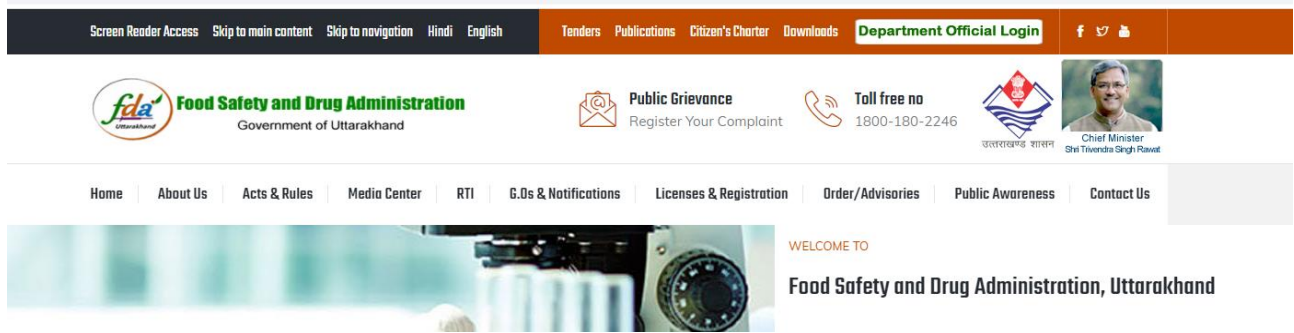 Screen Reader Access Skip to main content Skip to navigation Hindi English Tenders Publications Citizen's Charter Downloads Department Official Login
fda
Uttarakhand
Food Safety and Drug Administration
Government of Uttarakhand
Public Grievance
Register Your Complaint
Toll free no
1800-180-2246
उत्तराखण्ड शासन
Chief Minister
Shri Trivendra Singh Rawat
Home About Us Acts & Rules Media Center RTI G.Os & Notifications Licenses & Registration Order/Advisories Public Awareness Contact Us
WELCOME TO
Food Safety and Drug Administration, Uttarakhand